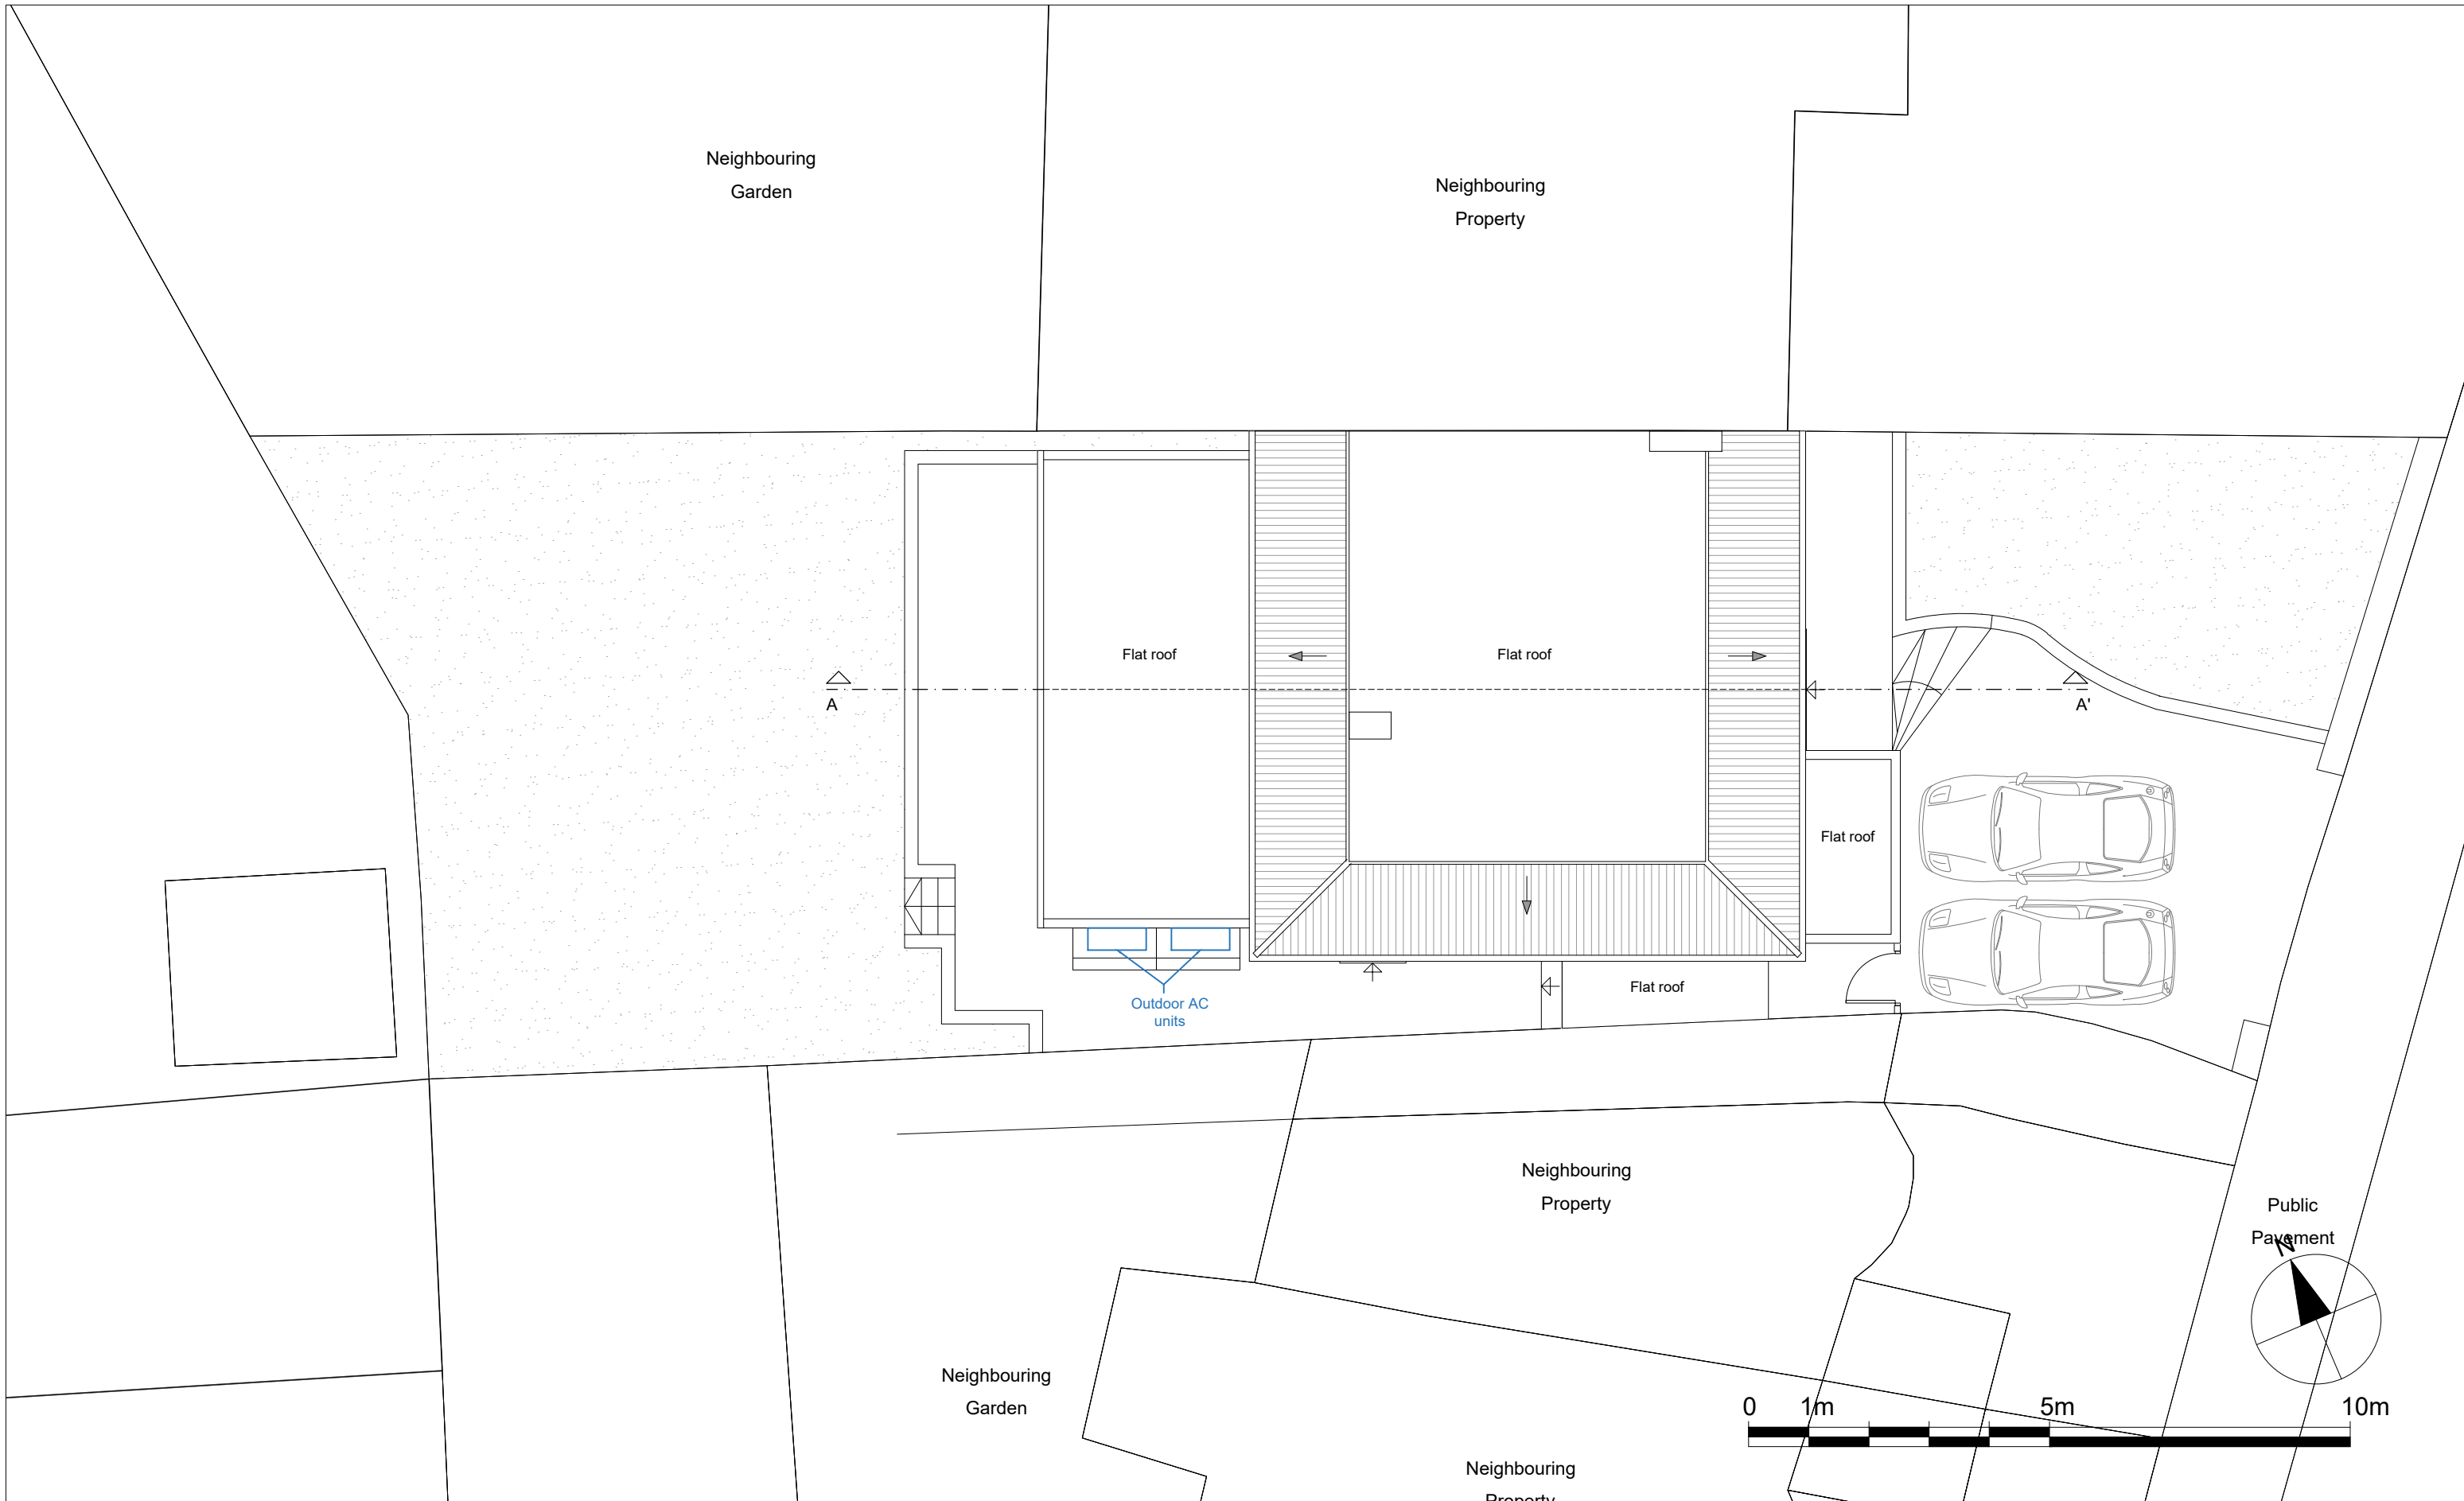 Neighbouring
Garden
Neighbouring
Property
Flat roof
Flat roof
A
A'
Flat roof
Flat roof
Outdoor AC
units
Neighbouring
Property
Public
Pavement
N
Neighbouring
Garden
0 1m 5m 10m
Neighbouring
Property